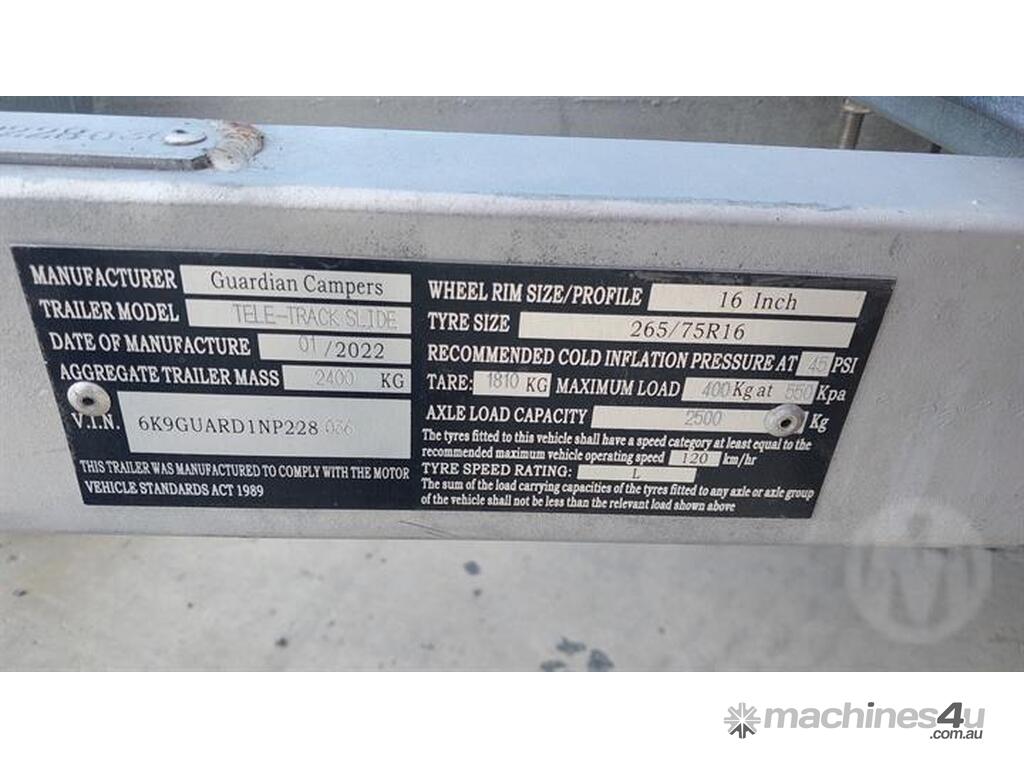 MANUFACTURER Guardian Campers
TRAILER MODEL TELE-TRACK SLIDE
DATE OF MANUFACTURE 01/2022
AGGREGATE TRAILER MASS 2400 KG
V.I.N. 6K9GUARD1NP228 036
THIS TRAILER WAS MANUFACTURED TO COMPLY WITH THE MOTOR
VEHICLE STANDARDS ACT 1989
WHEEL RIM SIZE/PROFILE 16 Inch
TYRE SIZE 265/75R16
RECOMMENDED COLD INFLATION PRESSURE AT 45 PSI
TARE: 1810 KG MAXIMUM LOAD 400 Kg at 550 Kpa
AXLE LOAD CAPACITY 2500 Kg
The tyres fitted to this vehicle shall have a speed category at least equal to the
recommended maximum vehicle operating speed 120 km/hr
TYRE SPEED RATING: L
The sum of the load carrying capacities of the tyres fitted to any axle or axle group
of the vehicle shall not be less than the relevant load shown above
machines4u
.com.au